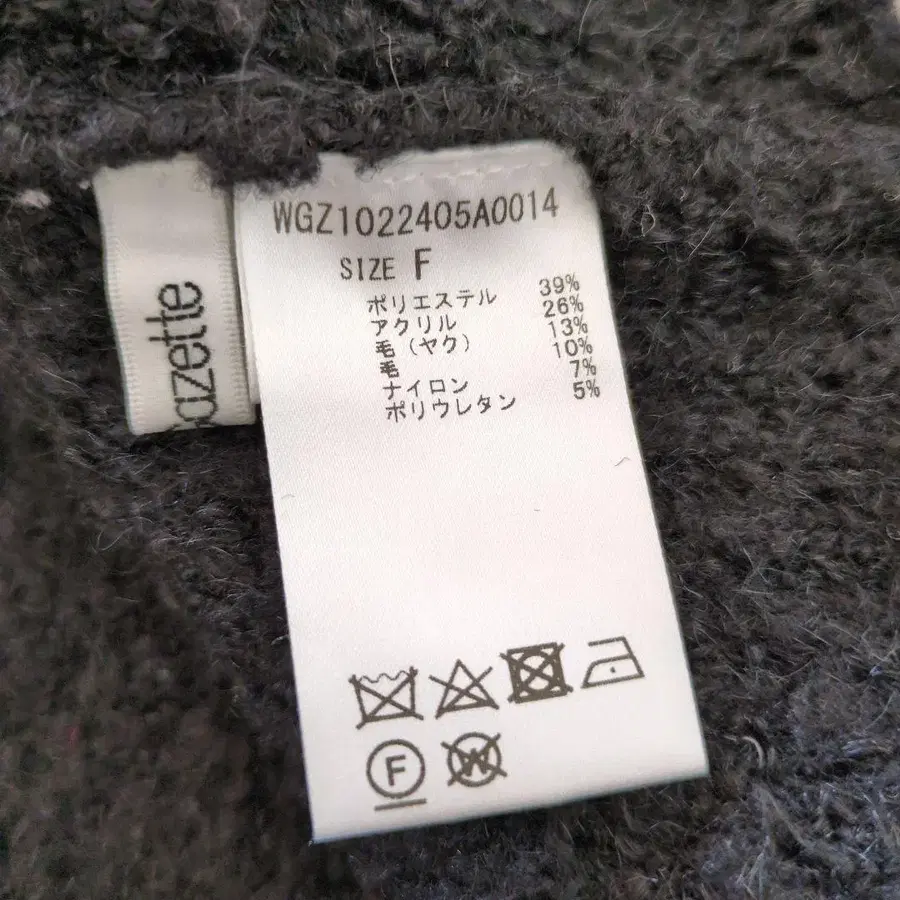 WGZ1022405A0014
SIZE F
ポリエステル 39%
アクリル 26%
毛(ヤク) 13%
毛 10%
ナイロン 7%
ポリウレタン 5%
azette
F
W